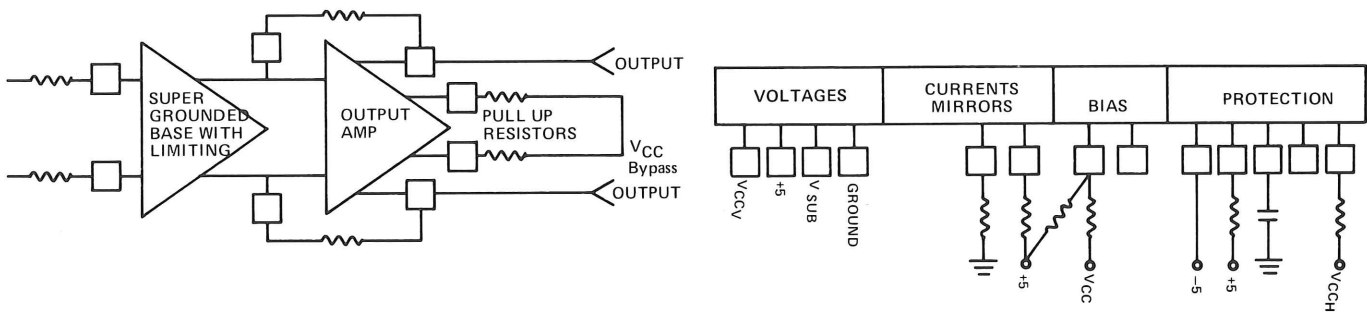 SUPER
GROUNDED
BASE WITH
LIMITING
OUTPUT
AMP
PULL UP
RESISTORS
OUTPUT
VCC
Bypass
OUTPUT
VOLTAGES
CURRENTS
MIRRORS
BIAS
PROTECTION
VCCV
+5
V SUB
GROUND
+5
VCC
-5
+5
VCCH